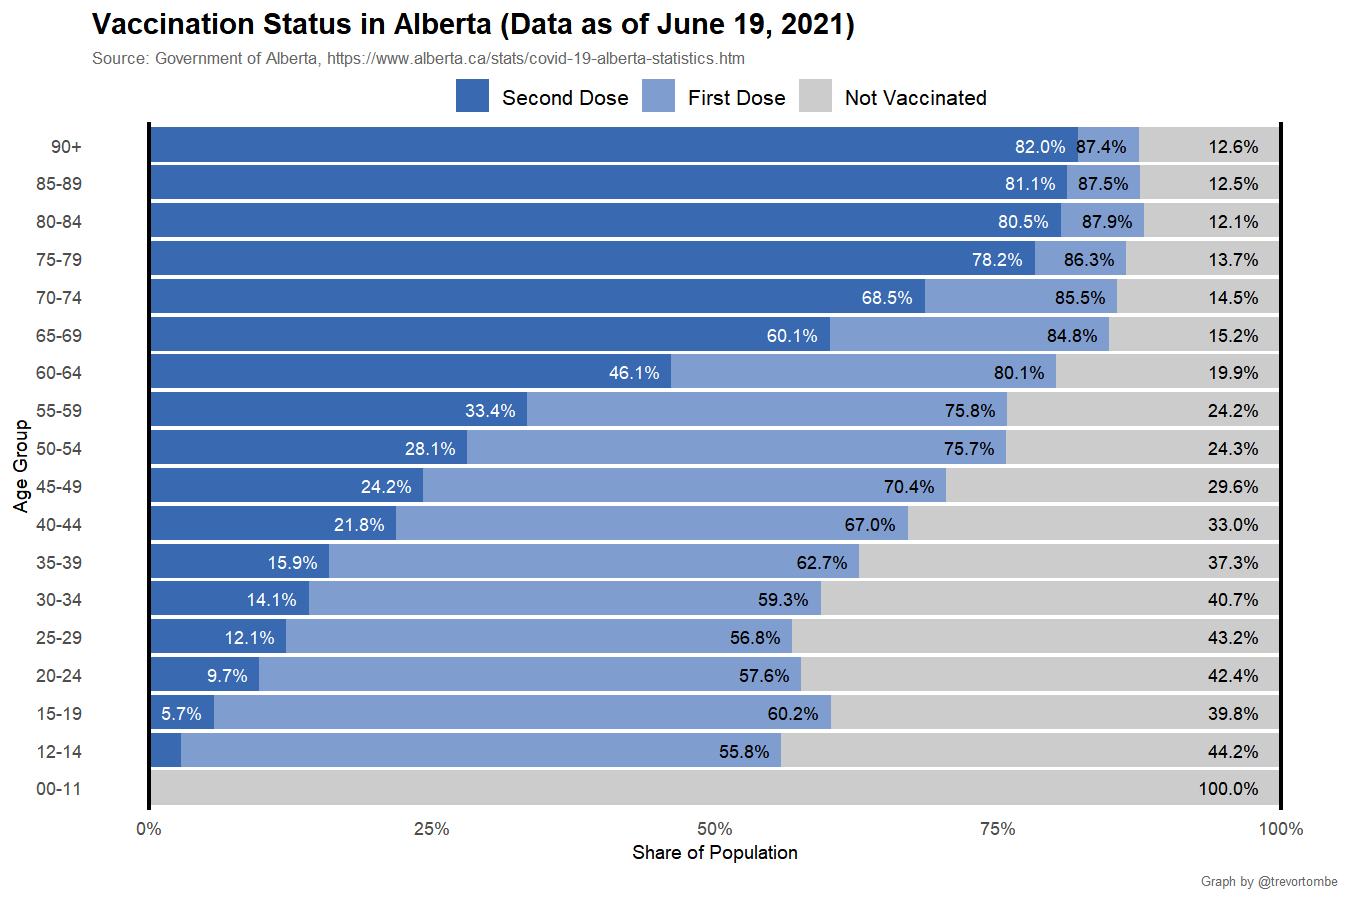 Vaccination Status in Alberta (Data as of June 19, 2021)
Source: Government of Alberta, https://www.alberta.ca/stats/covid-19-alberta-statistics.htm
Second Dose First Dose Not Vaccinated
90+ 82.0% 87.4% 12.6%
85-89 81.1% 87.5% 12.5%
80-84 80.5% 87.9% 12.1%
75-79 78.2% 86.3% 13.7%
70-74 68.5% 85.5% 14.5%
65-69 60.1% 84.8% 15.2%
60-64 46.1% 80.1% 19.9%
55-59 33.4% 75.8% 24.2%
50-54 28.1% 75.7% 24.3%
45-49 24.2% 70.4% 29.6%
40-44 21.8% 67.0% 33.0%
35-39 15.9% 62.7% 37.3%
30-34 14.1% 59.3% 40.7%
25-29 12.1% 56.8% 43.2%
20-24 9.7% 57.6% 42.4%
15-19 5.7% 60.2% 39.8%
12-14 55.8% 44.2%
00-11 100.0%
Age Group
0% 25% 50% 75% 100%
Share of Population
Graph by @trevortombe